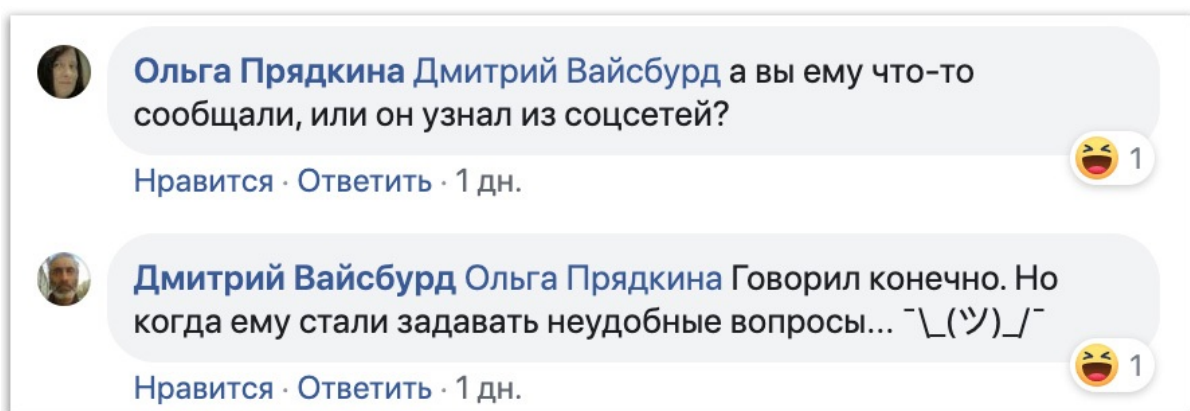 Ольга Прядкина Дмитрий Вайсбурд а вы ему что-то
сообщали, или он узнал из соцсетей?
1
Нравится · Ответить · 1 дн.
Дмитрий Вайсбурд Ольга Прядкина Говорил конечно. Но
когда ему стали задавать неудобные вопросы... ¯\_(ツ)_/¯
1
Нравится · Ответить · 1 дн.